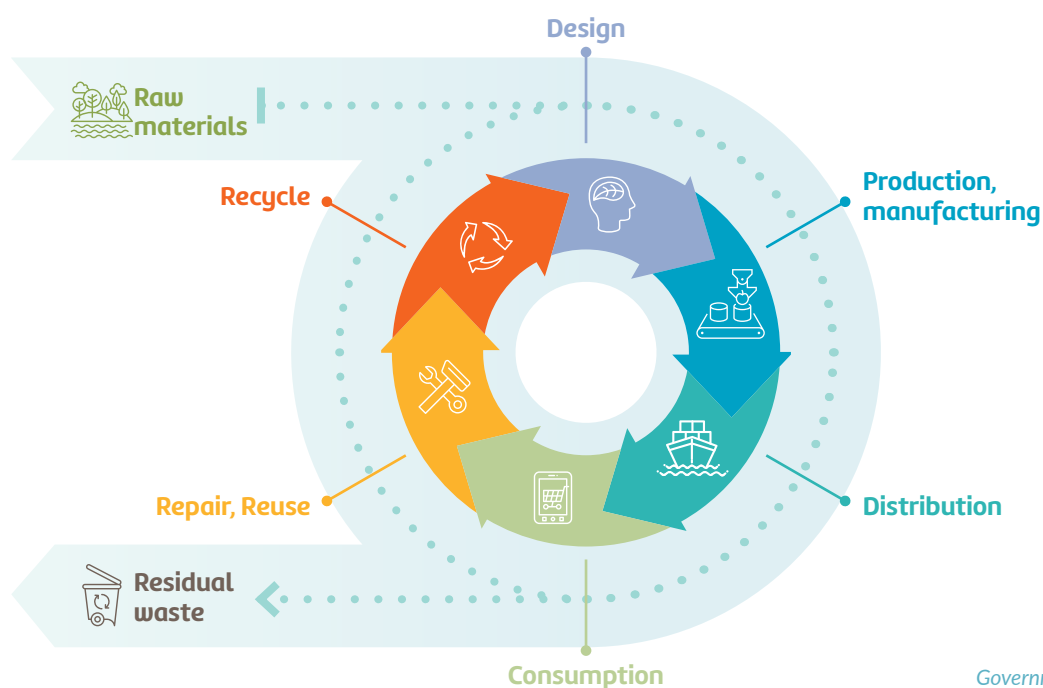 Design
Raw
materials
Recycle
Production,
manufacturing
Repair, Reuse
Distribution
Residual
waste
Consumption